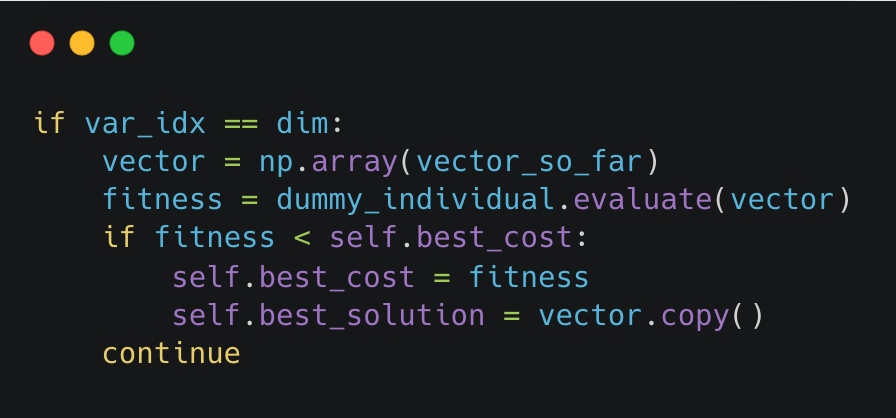 if var_idx == dim:
    vector = np.array(vector_so_far)
    fitness = dummy_individual.evaluate(vector)
    if fitness < self.best_cost:
        self.best_cost = fitness
        self.best_solution = vector.copy()
    continue